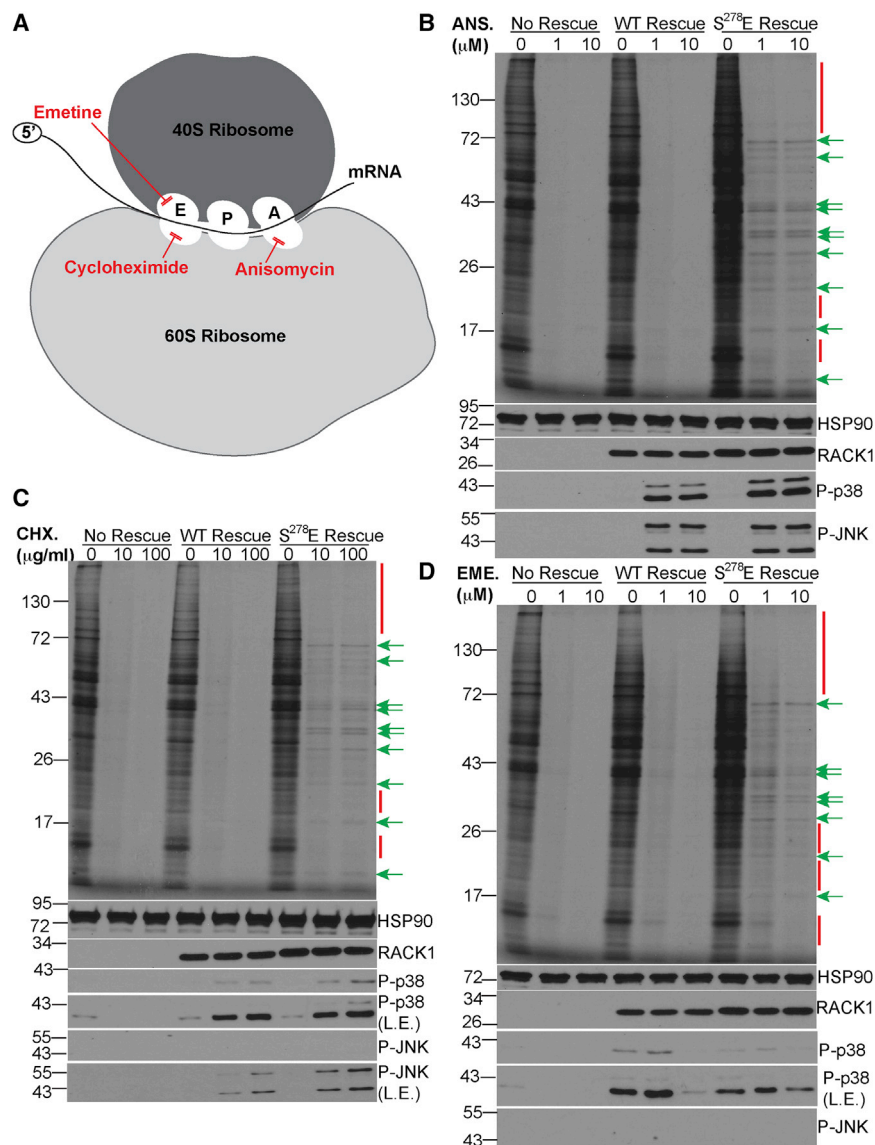 A
Emetine
5'
40S Ribosome
mRNA
E
P
A
Cycloheximide
Anisomycin
60S Ribosome
B
ANS.
(μM)
No Rescue WT Rescue S278E Rescue
0 1 10 0 1 10 0 1 10
130
72
43
26
17
95
72
HSP90
34
26
RACK1
43
P-p38
55
43
P-JNK
C
CHX.
(μg/ml)
No Rescue WT Rescue S278E Rescue
0 10 100 0 10 100 0 10 100
130
72
43
26
17
95
72
HSP90
34
RACK1
43
P-p38
43
P-p38
(L.E.)
55
43
P-JNK
55
43
P-JNK
(L.E.)
D
EME.
(μM)
No Rescue WT Rescue S278E Rescue
0 1 10 0 1 10 0 1 10
130
72
43
26
17
72
HSP90
34
26
RACK1
43
P-p38
43
P-p38
(L.E.)
55
43
P-JNK